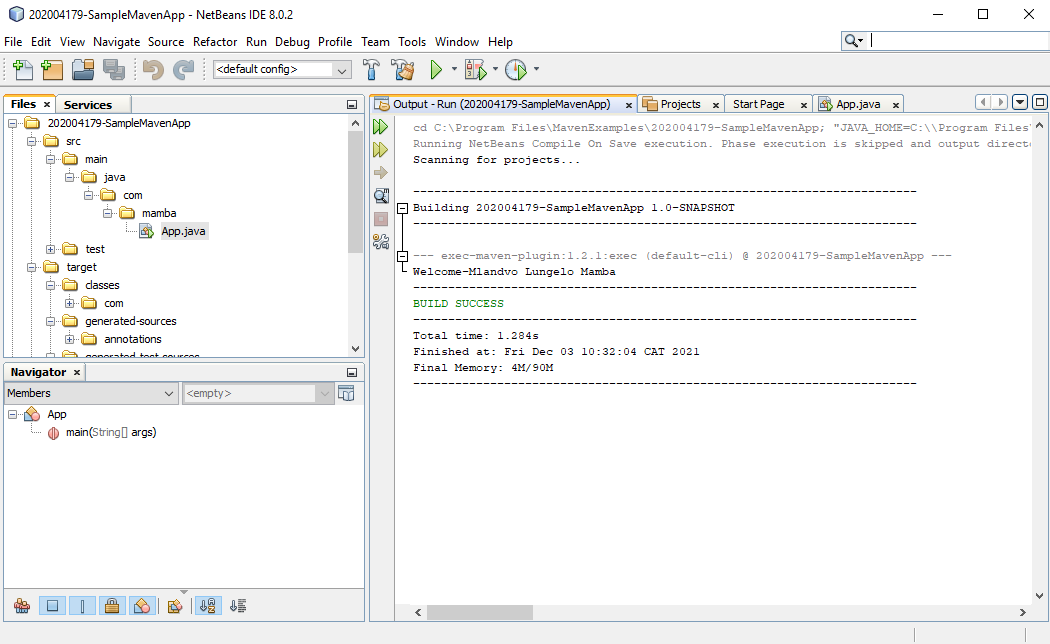 202004179-SampleMavenApp - NetBeans IDE 8.0.2
File Edit View Navigate Source Refactor Run Debug Profile Team Tools Window Help
<default config>
Files Services
202004179-SampleMavenApp
src
main
java
com
mamba
App.java
test
target
classes
com
generated-sources
annotations
generated-test-sources
Navigator
Members <empty>
App
main(String[] args)
Output - Run (202004179-SampleMavenApp) Projects Start Page App.java
cd C:\Program Files\MavenExamples\202004179-SampleMavenApp; "JAVA_HOME=C:\\Program Files
Running NetBeans Compile On Save execution. Phase execution is skipped and output direct
Scanning for projects...
------------------------------------------------------------------------
Building 202004179-SampleMavenApp 1.0-SNAPSHOT
------------------------------------------------------------------------
--- exec-maven-plugin:1.2.1:exec (default-cli) @ 202004179-SampleMavenApp ---
Welcome-Mlandvo Lungelo Mamba
------------------------------------------------------------------------
BUILD SUCCESS
------------------------------------------------------------------------
Total time: 1.284s
Finished at: Fri Dec 03 10:32:04 CAT 2021
Final Memory: 4M/90M
------------------------------------------------------------------------